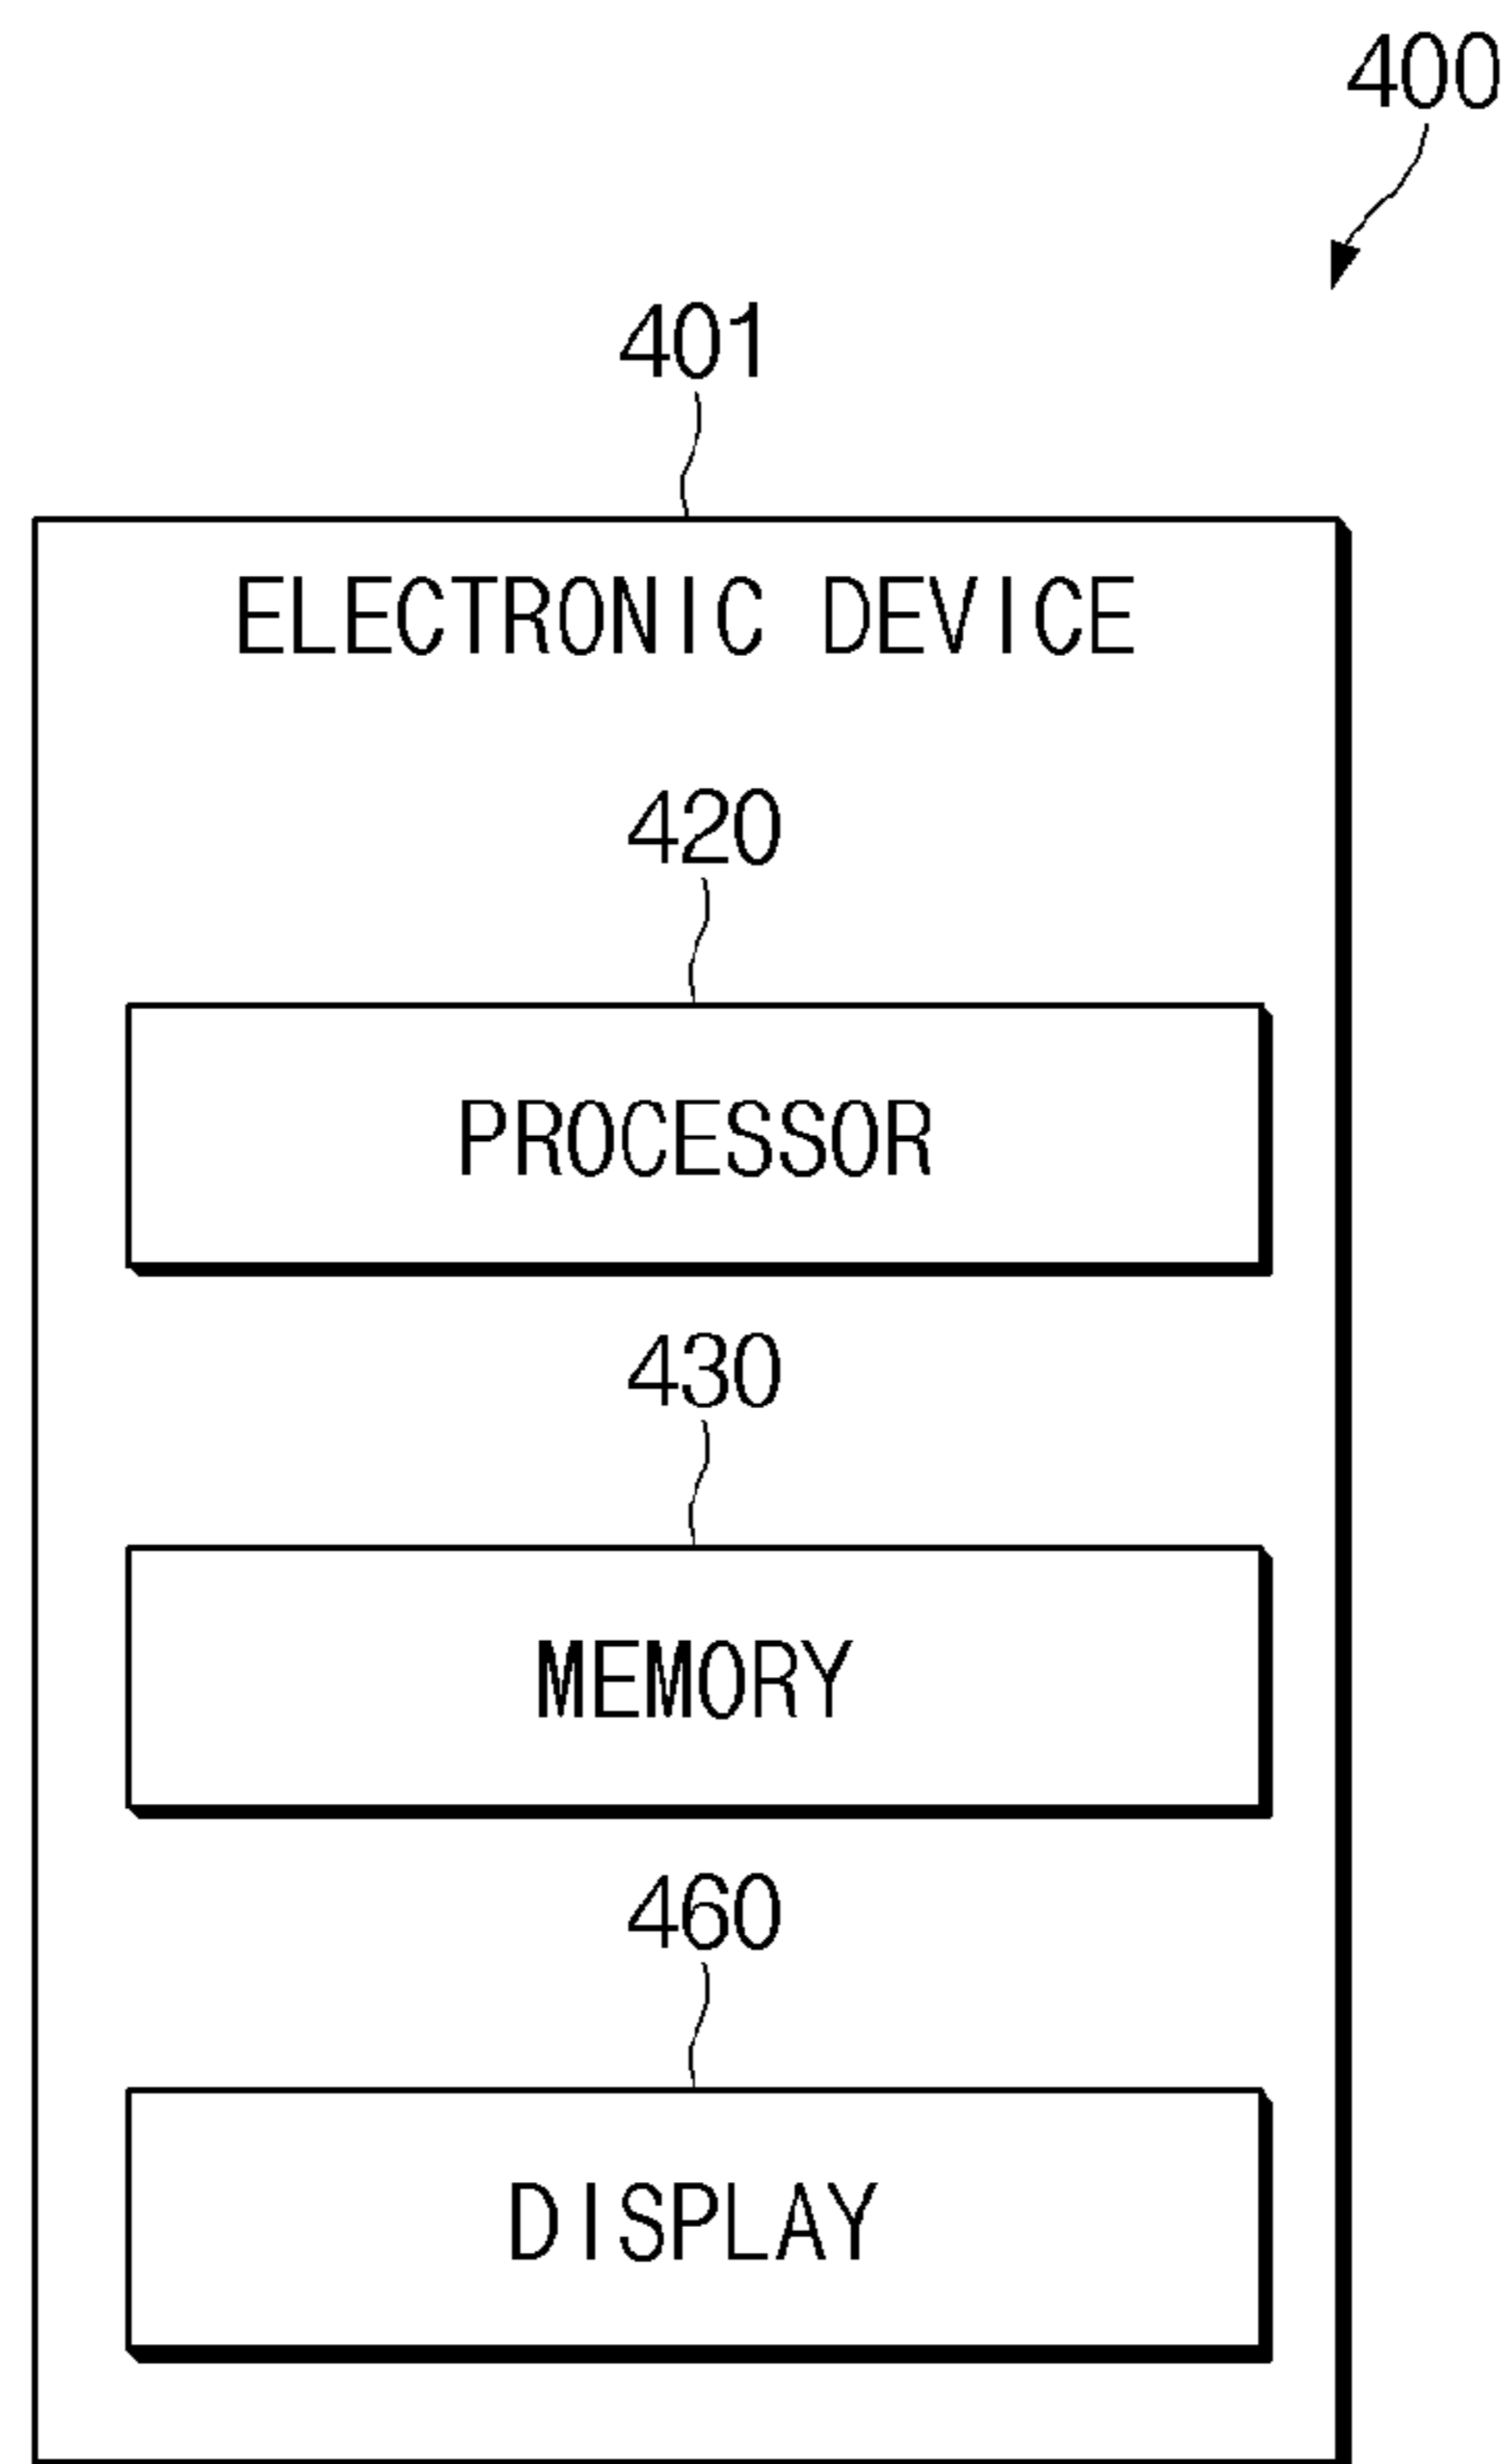 400
401
ELECTRONIC DEVICE
420
PROCESSOR
430
MEMORY
460
DISPLAY